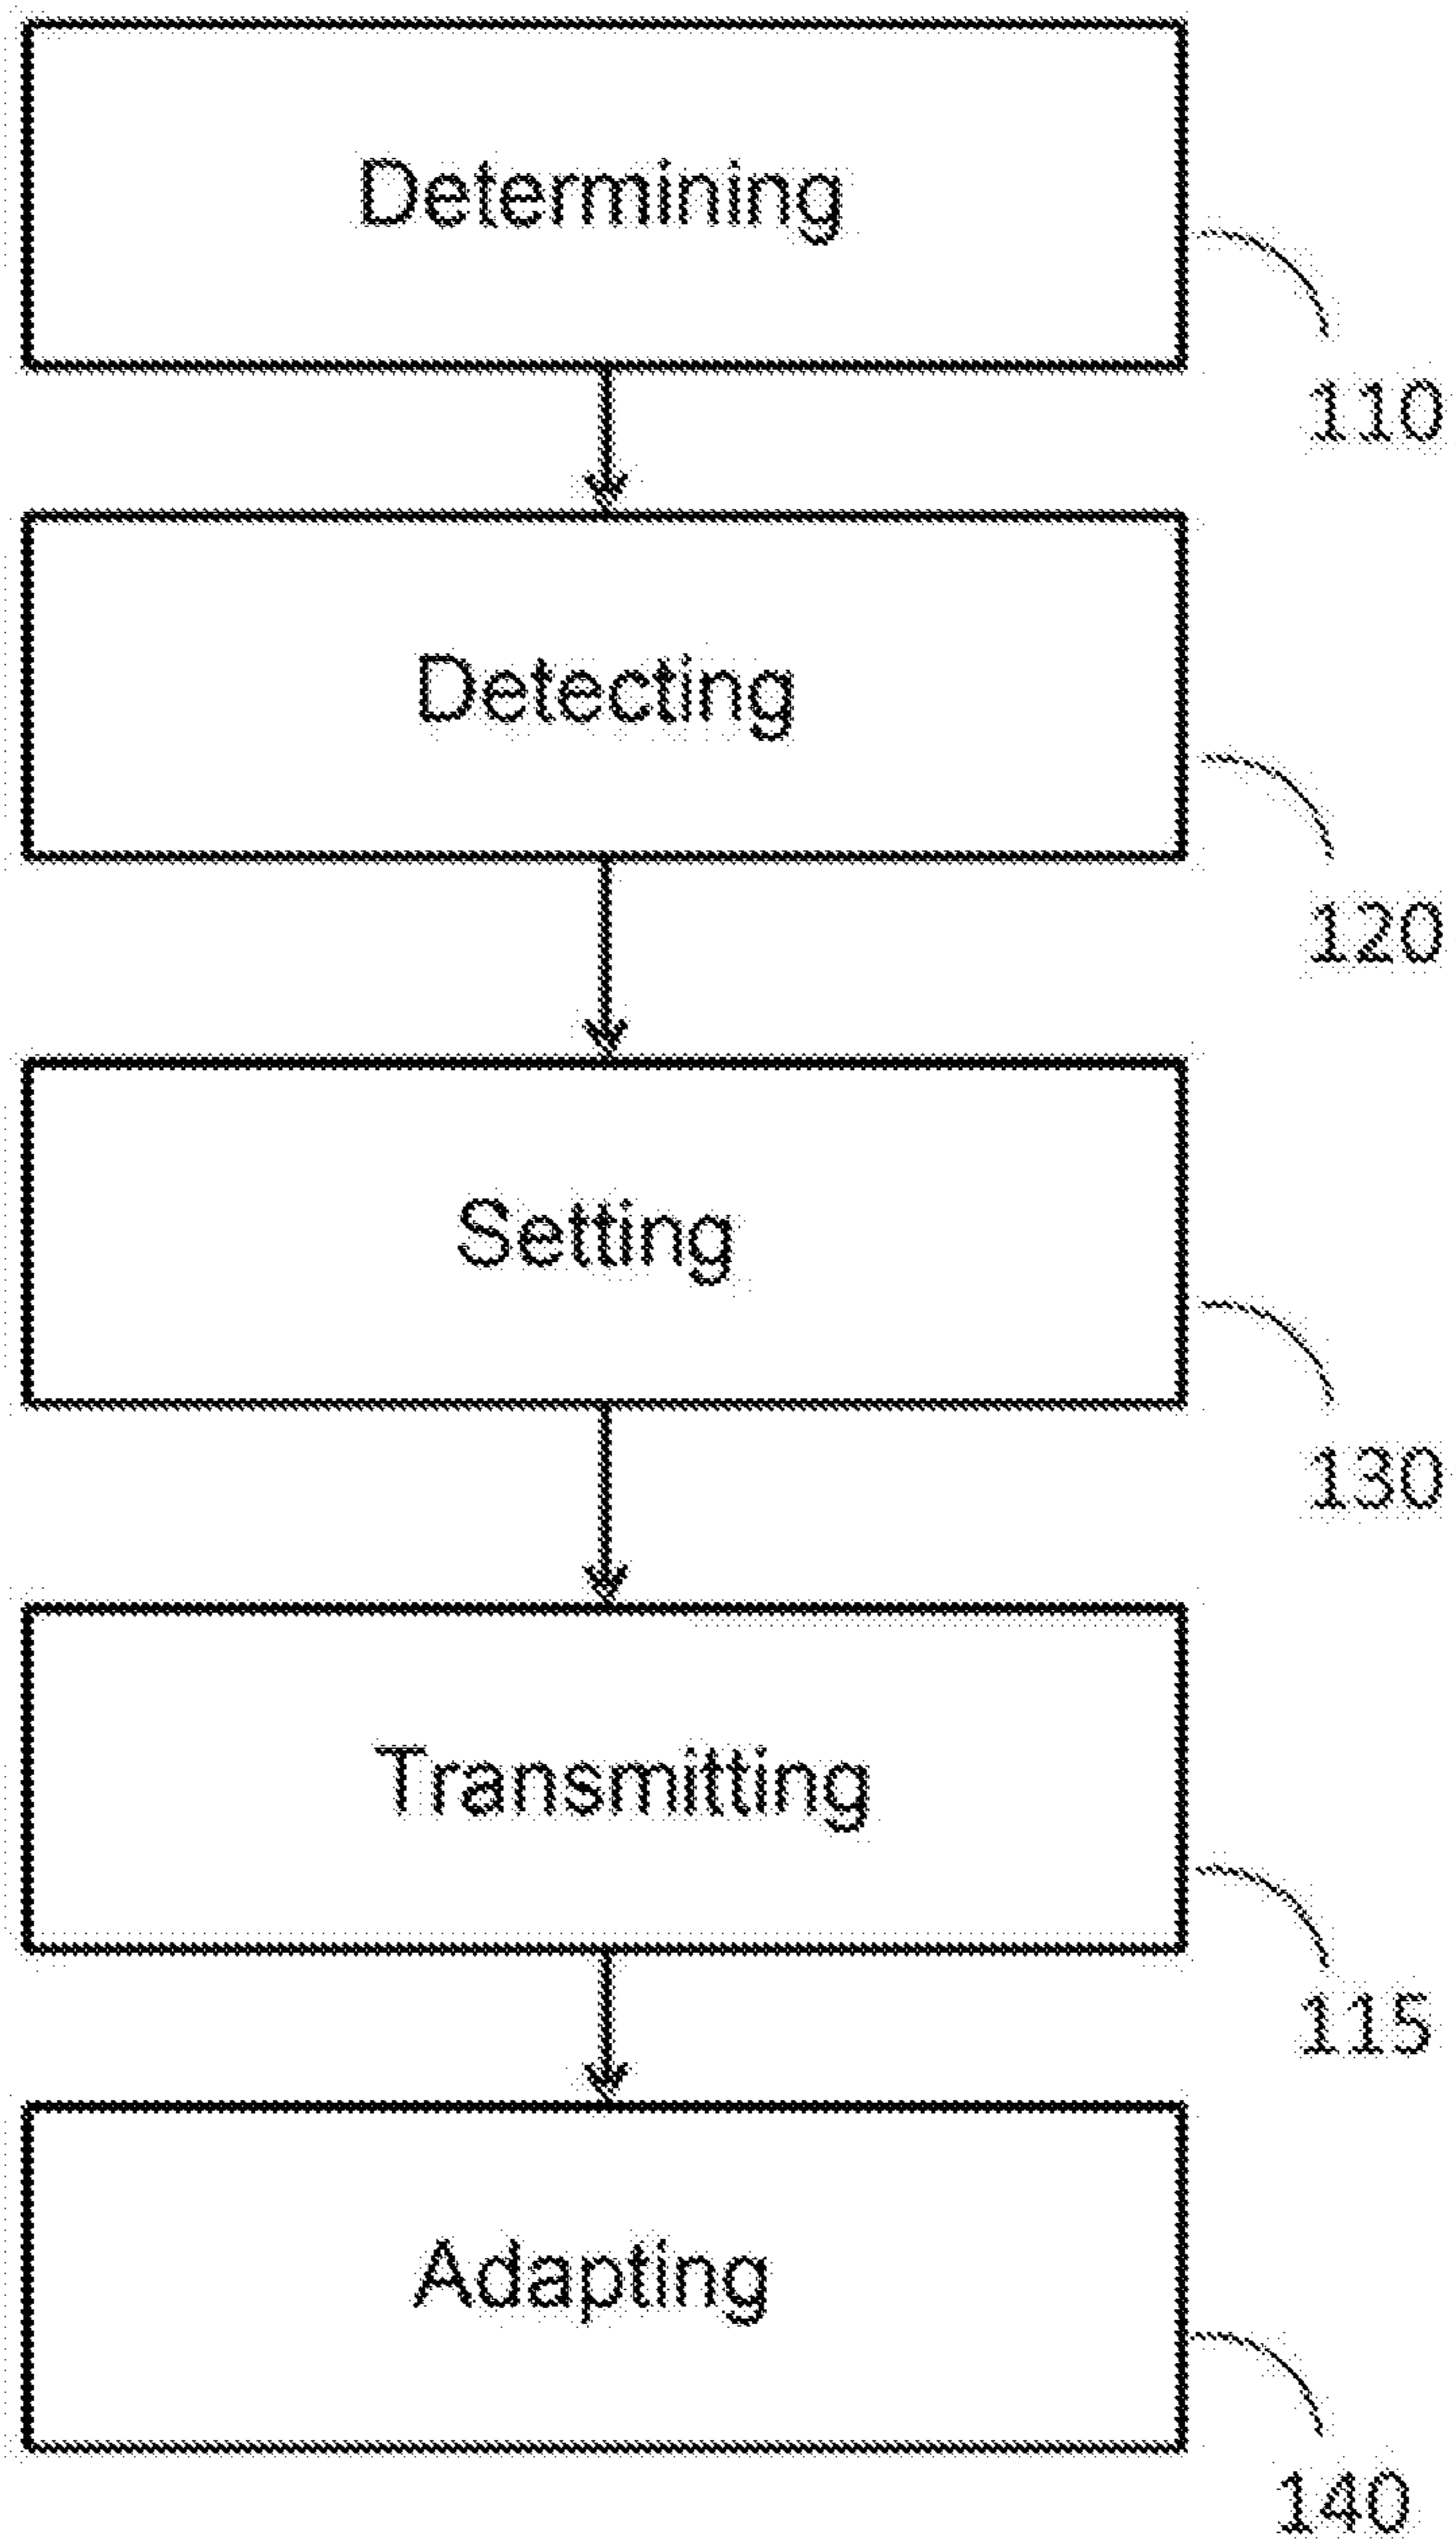 Determining
110
Detecting
120
Setting
130
Transmitting
115
Adapting
140